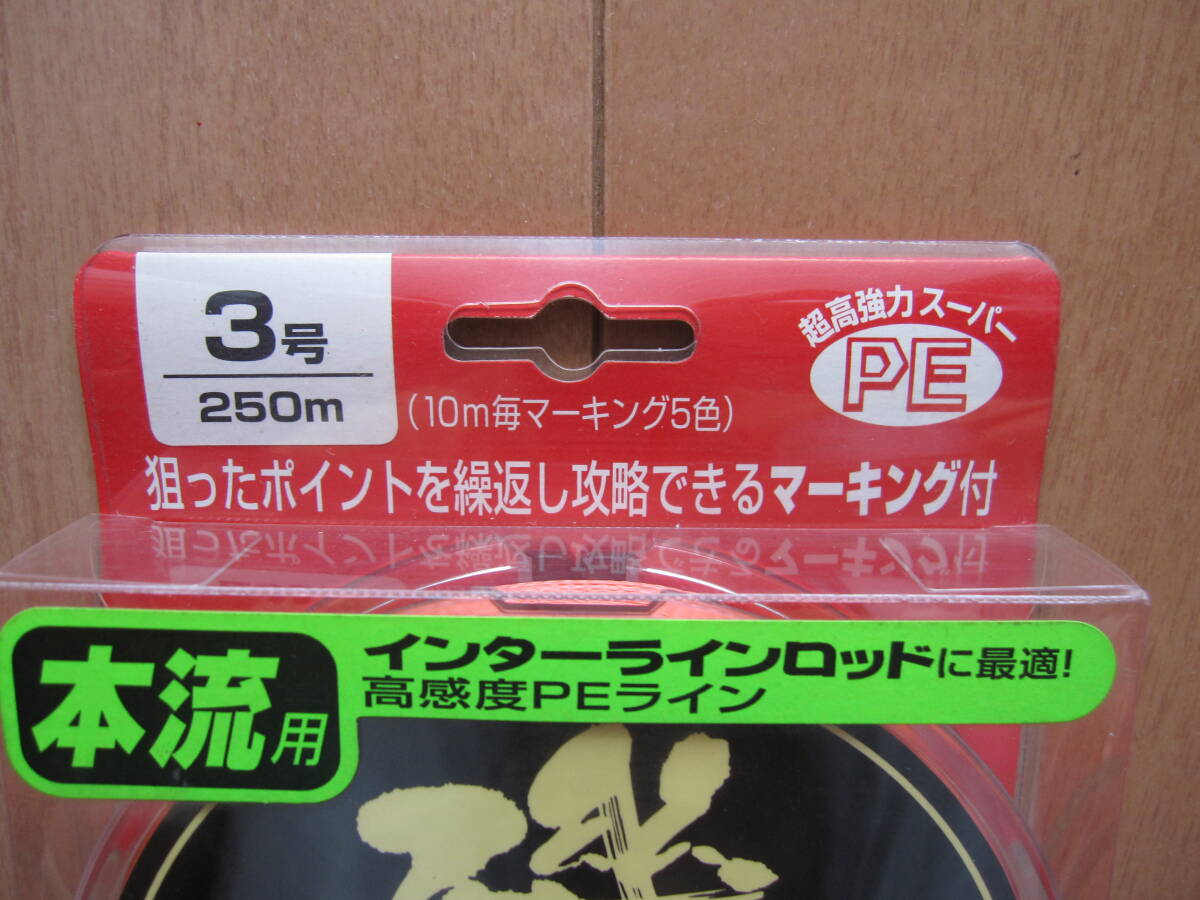 3号
250m
(10m毎マーキング5色)
超高強力 スーパー
PE
狙ったポイントを繰返し攻略できるマーキング付
本流用
インターラインロッドに最適!
高感度PEライン